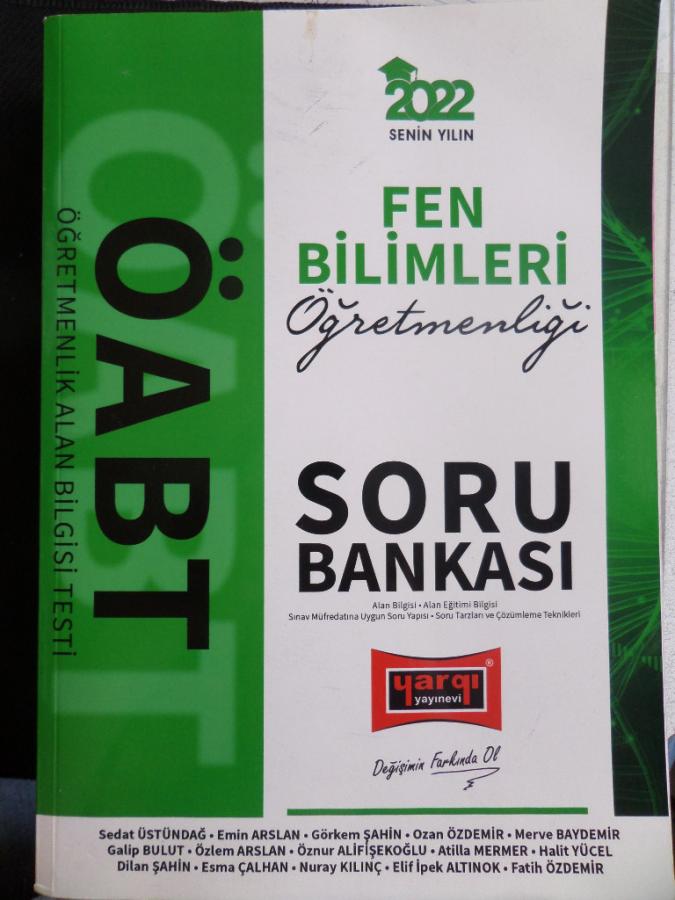 2022
SENİN YILIN
FEN
BİLİMLERİ
Öğretmenliği
ÖABT
ÖABT
ÖĞRETMENLİK ALAN BİLGİSİ TESTİ
SORU
BANKASI
Alan Bilgisi • Alan Eğitimi Bilgisi
Sınav Müfredatına Uygun Soru Yapısı • Soru Tarzları ve Çözümleme Teknikleri
yargı
yayınevi
Değişimin Farkında Ol
Sedat ÜSTÜNDAĞ • Emin ARSLAN • Görkem ŞAHİN • Ozan ÖZDEMİR • Merve BAYDEMİR
Galip BULUT • Özlem ARSLAN • Öznur ALİFİŞEKOĞLU • Atilla MERMER • Halit YÜCEL
Dilan ŞAHİN • Esma ÇALHAN • Nuray KILINÇ • Elif İpek ALTINOK • Fatih ÖZDEMİR